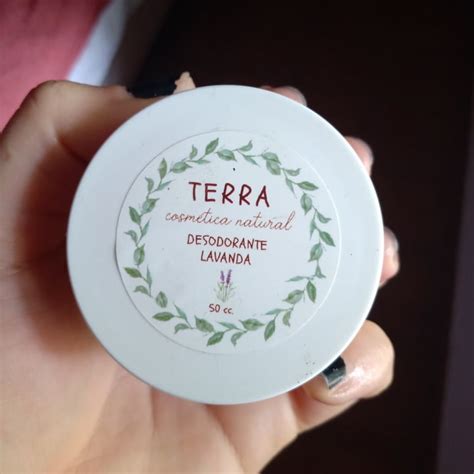 TERRA
cosmética natural
DESODORANTE
LAVANDA
50 cc.